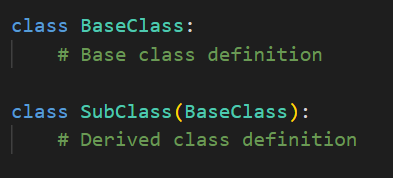 class BaseClass:
    # Base class definition

class SubClass(BaseClass):
    # Derived class definition